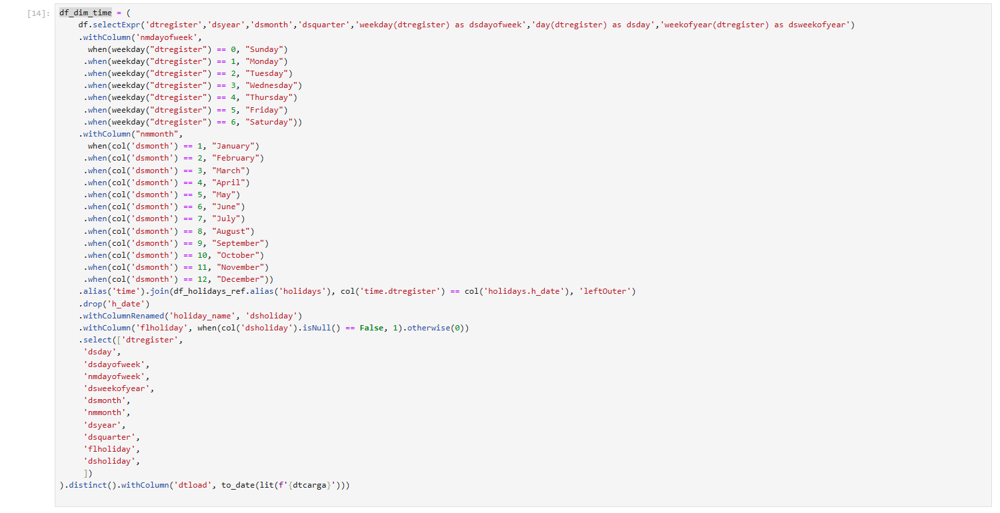 [14]: df_dim_time = (
    df.selectExpr('dtregister','dsyear','dsmonth','dsquarter','weekday(dtregister) as dsdayofweek','day(dtregister) as dsday','weekofyear(dtregister) as dsweekofyear')
    .withColumn('nmdayofweek',
      when(weekday("dtregister") == 0, "Sunday")
     .when(weekday("dtregister") == 1, "Monday")
     .when(weekday("dtregister") == 2, "Tuesday")
     .when(weekday("dtregister") == 3, "Wednesday")
     .when(weekday("dtregister") == 4, "Thursday")
     .when(weekday("dtregister") == 5, "Friday")
     .when(weekday("dtregister") == 6, "Saturday"))
    .withColumn("nmmonth",
      when(col('dsmonth') == 1, "January")
     .when(col('dsmonth') == 2, "February")
     .when(col('dsmonth') == 3, "March")
     .when(col('dsmonth') == 4, "April")
     .when(col('dsmonth') == 5, "May")
     .when(col('dsmonth') == 6, "June")
     .when(col('dsmonth') == 7, "July")
     .when(col('dsmonth') == 8, "August")
     .when(col('dsmonth') == 9, "September")
     .when(col('dsmonth') == 10, "October")
     .when(col('dsmonth') == 11, "November")
     .when(col('dsmonth') == 12, "December"))
    .alias('time').join(df_holidays_ref.alias('holidays'), col('time.dtregister') == col('holidays.h_date'), 'leftOuter')
    .drop('h_date')
    .withColumnRenamed('holiday_name', 'dsholiday')
    .withColumn('flholiday', when(col('dsholiday').isNull() == False, 1).otherwise(0))
    .select(['dtregister',
     'dsday',
     'dsdayofweek',
     'nmdayofweek',
     'dsweekofyear',
     'dsmonth',
     'nmmonth',
     'dsyear',
     'dsquarter',
     'flholiday',
     'dsholiday',
     ])
).distinct().withColumn('dtload', to_date(lit(f'{dtcarga}')))